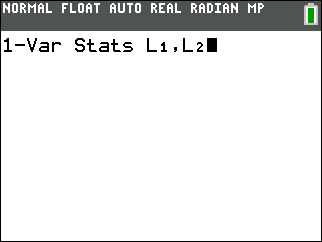 NORMAL FLOAT AUTO REAL RADIAN MP
1-Var Stats L₁,L₂